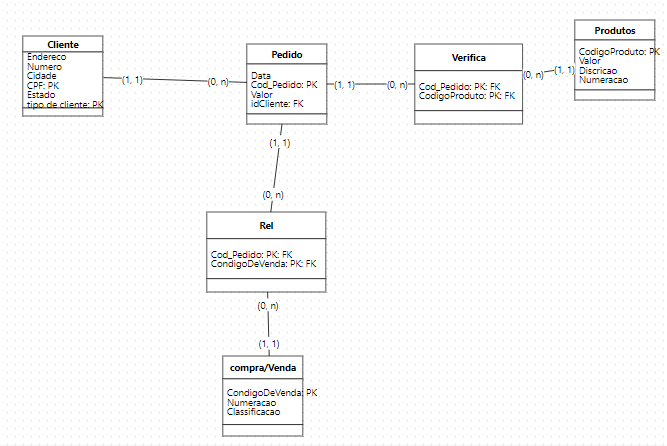 Cliente
Endereco
Numero
Cidade
CPF: PK
Estado
tipo de cliente: PK
(1, 1)
(0, n)
Pedido
Data
Cod_Pedido: PK
Valor
idCliente: FK
(1, 1)
(0, n)
Verifica
Cod_Pedido: PK: FK
CodigoProduto: PK: FK
(0, n)
(1, 1)
Produtos
CodigoProduto: PK
Valor
Discricao
Numeracao
(1, 1)
(0, n)
Rel
Cod_Pedido: PK: FK
CondigoDeVenda: PK: FK
(0, n)
(1, 1)
compra/Venda
CondigoDeVenda: PK
Numeracao
Classificacao